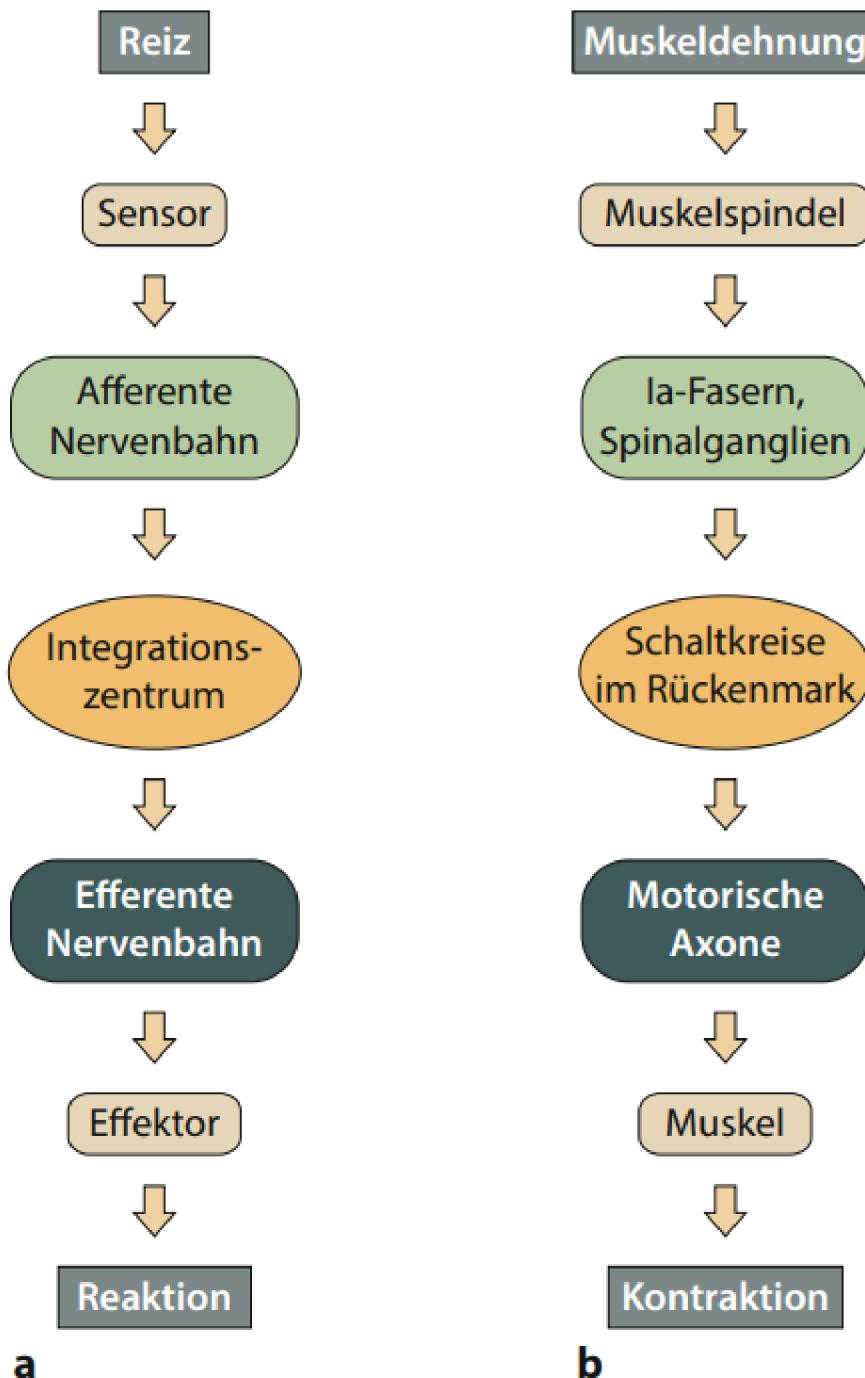 Reiz
Sensor
Afferente
Nervenbahn
Integrations-
zentrum
Efferente
Nervenbahn
Effektor
Reaktion
a
Muskeldehnung
Muskelspindel
Ia-Fasern,
Spinalganglien
Schaltkreise
im Rückenmark
Motorische
Axone
Muskel
Kontraktion
b